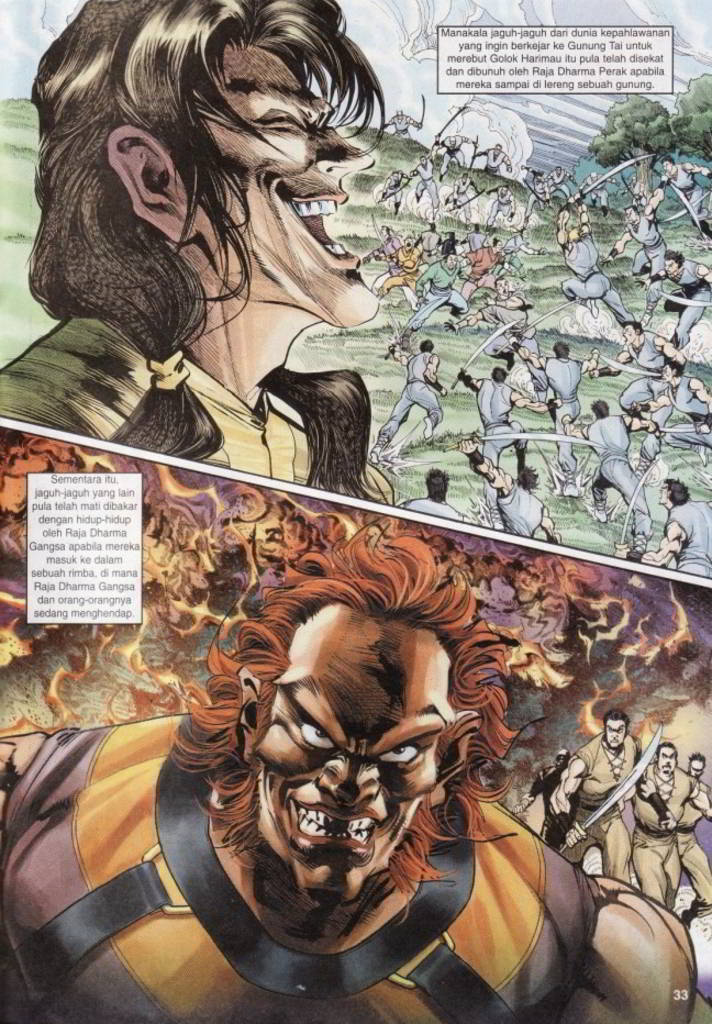 Manakala jaguh-jaguh dari dunia kepahlawanan
yang ingin berkejar ke Gunung Tai untuk
merebut Golok Harimau itu pula telah disekat
dan dibunuh oleh Raja Dharma Perak apabila
mereka sampai di lereng sebuah gunung.
Sementara itu,
jaguh-jaguh yang lain
pula telah mati dibakar
dengan hidup-hidup
oleh Raja Dharma
Gangsa apabila mereka
masuk ke dalam
sebuah rimba, di mana
Raja Dharma Gangsa
dan orang-orangnya
sedang menghendap.
33